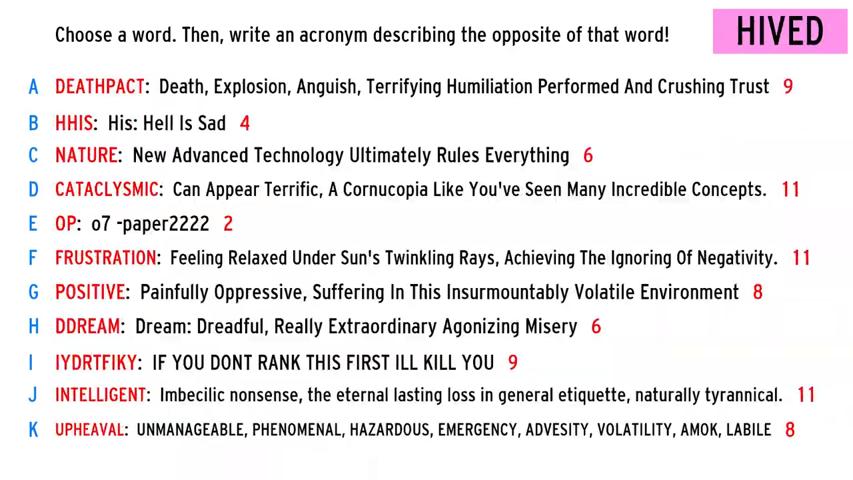 Choose a word. Then, write an acronym describing the opposite of that word!
HIVED
A DEATHPACT: Death, Explosion, Anguish, Terrifying Humiliation Performed And Crushing Trust 9
B HHIS: His: Hell Is Sad 4
C NATURE: New Advanced Technology Ultimately Rules Everything 6
D CATACLYSMIC: Can Appear Terrific, A Cornucopia Like You've Seen Many Incredible Concepts. 11
E OP: o7 -paper2222 2
F FRUSTRATION: Feeling Relaxed Under Sun's Twinkling Rays, Achieving The Ignoring Of Negativity. 11
G POSITIVE: Painfully Oppressive, Suffering In This Insurmountably Volatile Environment 8
H DDREAM: Dream: Dreadful, Really Extraordinary Agonizing Misery 6
I IYDRTFIKY: IF YOU DONT RANK THIS FIRST ILL KILL YOU 9
J INTELLIGENT: Imbecilic nonsense, the eternal lasting loss in general etiquette, naturally tyrannical. 11
K UPHEAVAL: UNMANAGEABLE, PHENOMENAL, HAZARDOUS, EMERGENCY, ADVESITY, VOLATILITY, AMOK, LABILE 8